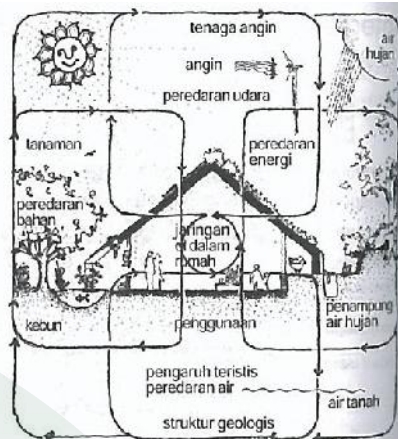 tenaga angin
air
hujan
angin
peredaran udara
tanaman
peredaran
energi
peredaran
bahan
jaringan
di dalam
rumah
kebun
penggunaan
penampung
air hujan
pengaruh teristis
peredaran air
air tanah
struktur geologis